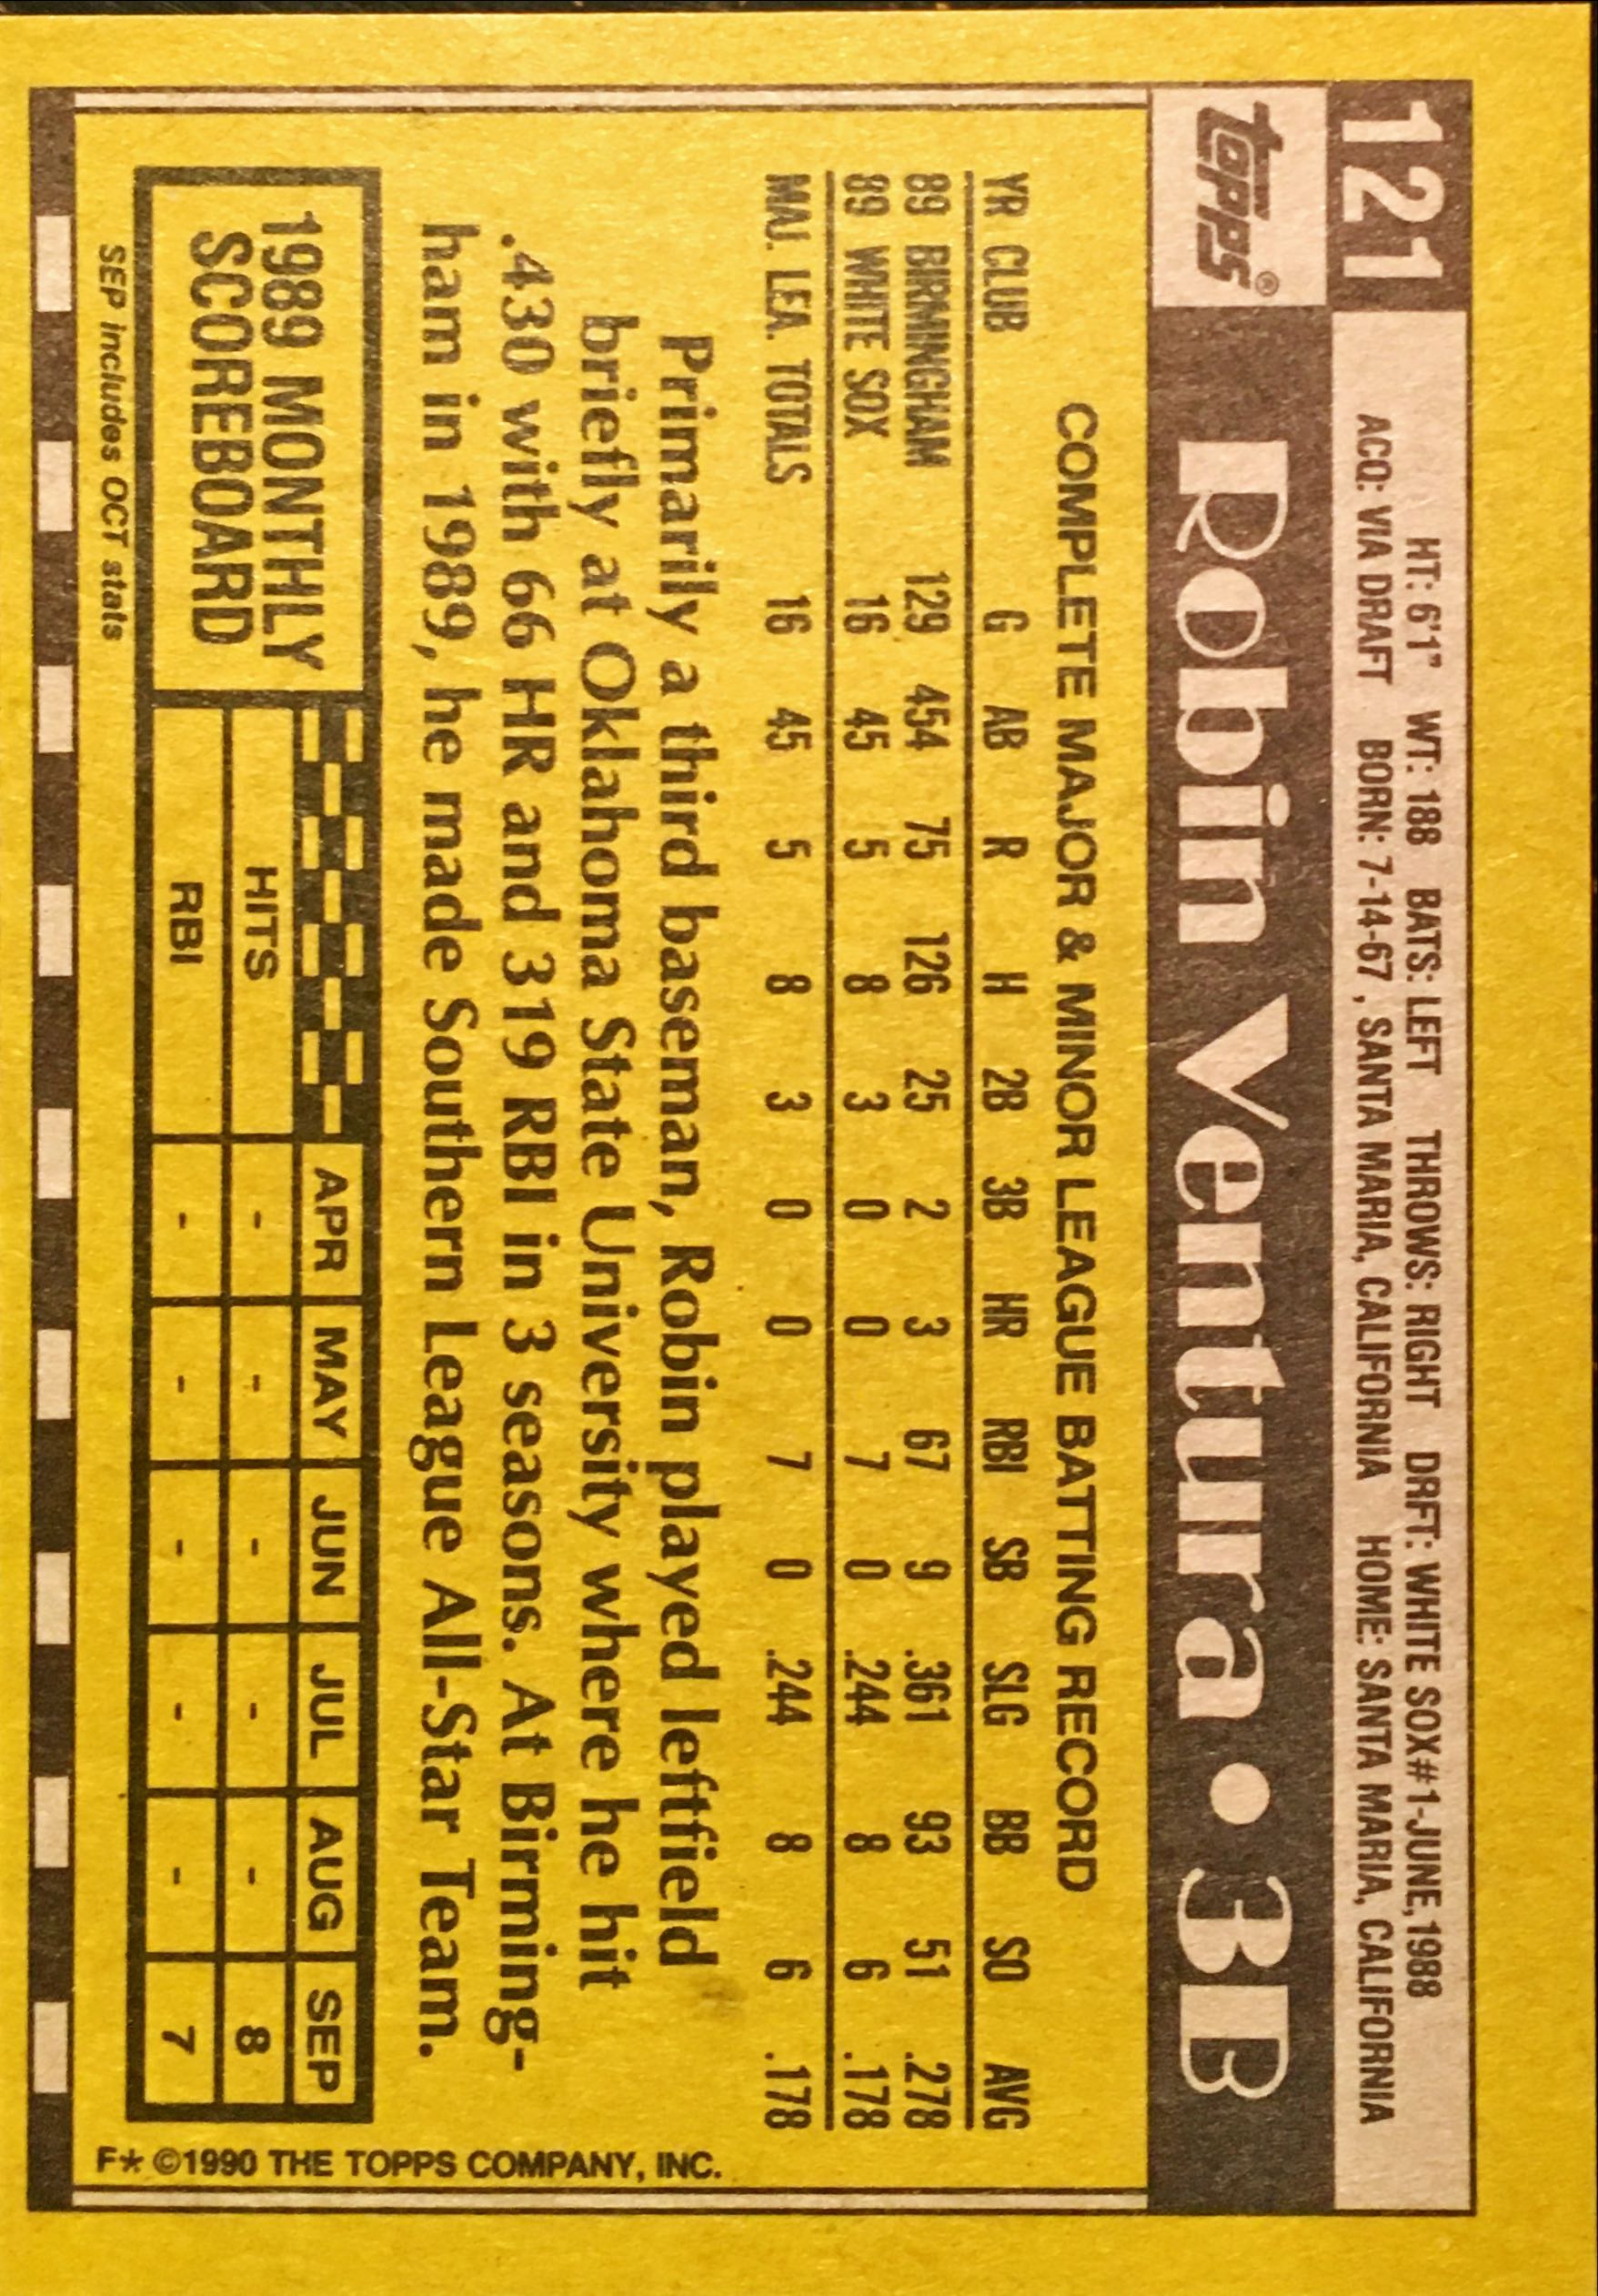 121
HT: 6'1" WT: 188 BATS: LEFT THROWS: RIGHT DRFT: WHITE SOX#1-JUNE,1988
ACQ: VIA DRAFT BORN: 7-14-67 , SANTA MARIA, CALIFORNIA HOME: SANTA MARIA, CALIFORNIA
topps®
Robin Ventura • 3B
COMPLETE MAJOR & MINOR LEAGUE BATTING RECORD
YR CLUB G AB R H 2B 3B HR RBI SB SLG BB SO AVG
89 BIRMINGHAM 129 454 75 126 25 2 3 67 9 .361 93 51 .278
89 WHITE SOX 16 45 5 8 3 0 0 7 0 .244 8 6 .178
MAJ. LEA. TOTALS 16 45 5 8 3 0 0 7 0 .244 8 6 .178
Primarily a third baseman, Robin played leftfield
briefly at Oklahoma State University where he hit
.430 with 66 HR and 319 RBI in 3 seasons. At Birming-
ham in 1989, he made Southern League All-Star Team.
1989 MONTHLY
SCOREBOARD
APR MAY JUN JUL AUG SEP
HITS - - - - - 8
RBI - - - - - 7
SEP includes OCT stats
F* ©1990 THE TOPPS COMPANY, INC.